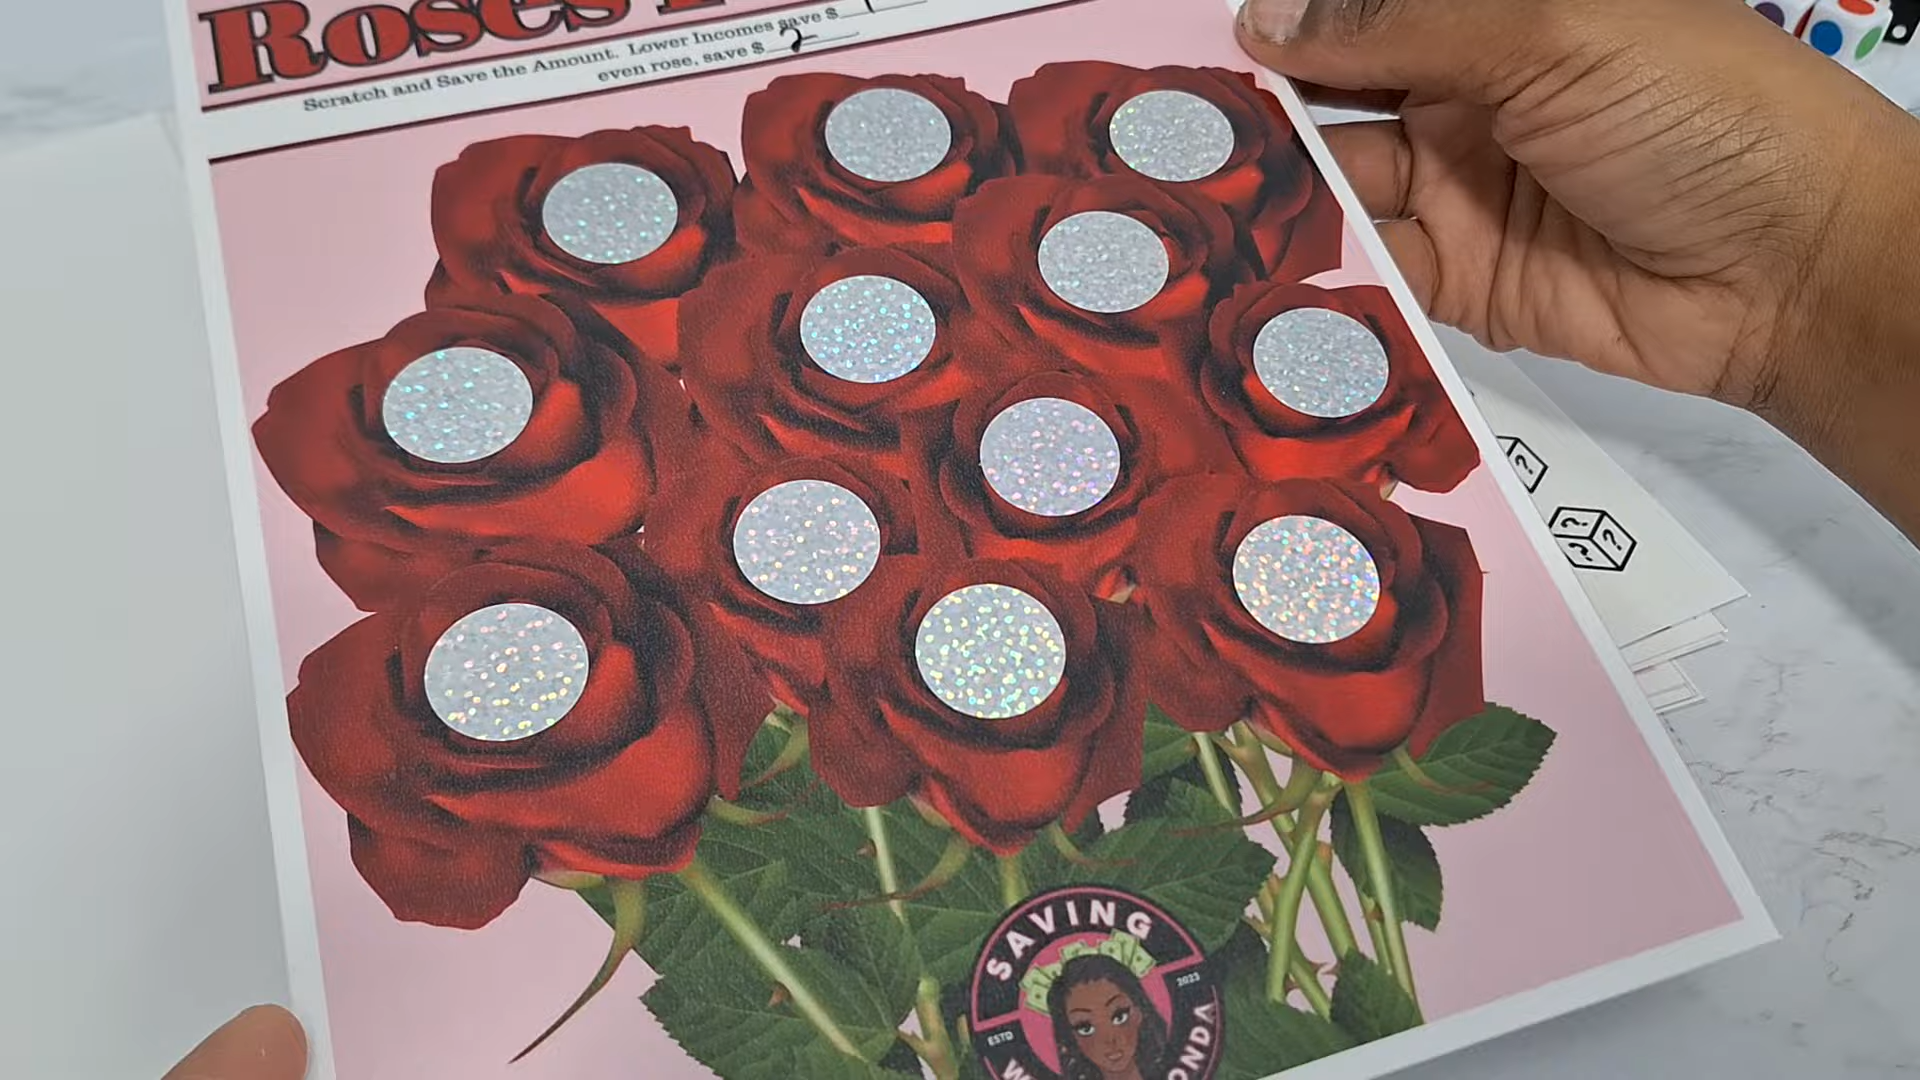 Roses
Scratch and Save the Amount. Lower Incomes save $
even rose, save $ 2
SAVING
ESTD 2023
? ?
? ? ?